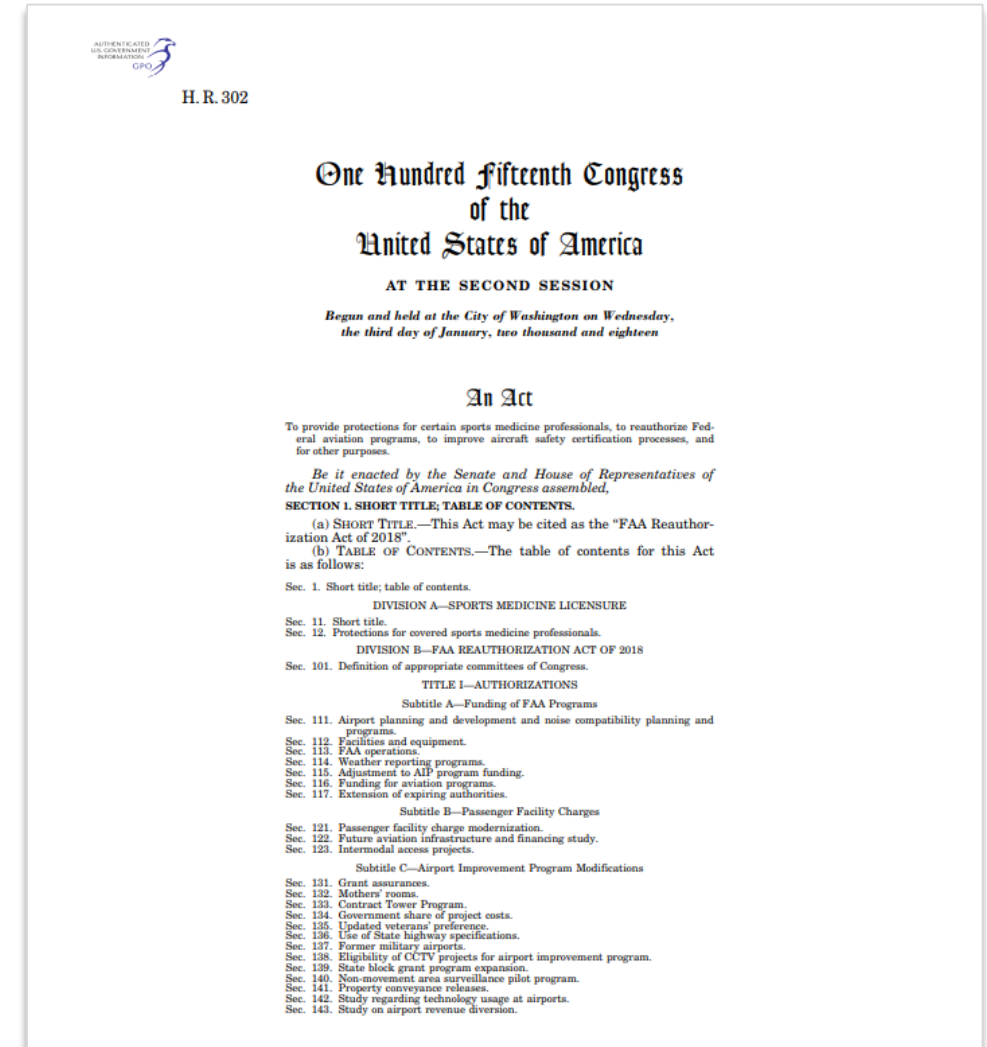 AUTHENTICATED
U.S. GOVERNMENT
INFORMATION
GPO
H. R. 302
One Hundred Fifteenth Congress
of the
United States of America
AT THE SECOND SESSION
Begun and held at the City of Washington on Wednesday,
the third day of January, two thousand and eighteen
An Act
To provide protections for certain sports medicine professionals, to reauthorize Fed-
eral aviation programs, to improve aircraft safety certification processes, and
for other purposes.
Be it enacted by the Senate and House of Representatives of
the United States of America in Congress assembled,
SECTION 1. SHORT TITLE; TABLE OF CONTENTS.
(a) SHORT TITLE.—This Act may be cited as the “FAA Reauthor-
ization Act of 2018”.
(b) TABLE OF CONTENTS.—The table of contents for this Act
is as follows:
Sec. 1. Short title; table of contents.
DIVISION A—SPORTS MEDICINE LICENSURE
Sec. 11. Short title.
Sec. 12. Protections for covered sports medicine professionals.
DIVISION B—FAA REAUTHORIZATION ACT OF 2018
Sec. 101. Definition of appropriate committees of Congress.
TITLE I—AUTHORIZATIONS
Subtitle A—Funding of FAA Programs
Sec. 111. Airport planning and development and noise compatibility planning and
programs.
Sec. 112. Facilities and equipment.
Sec. 113. FAA operations.
Sec. 114. Weather reporting programs.
Sec. 115. Adjustment to AIP program funding.
Sec. 116. Funding for aviation programs.
Sec. 117. Extension of expiring authorities.
Subtitle B—Passenger Facility Charges
Sec. 121. Passenger facility charge modernization.
Sec. 122. Future aviation infrastructure and financing study.
Sec. 123. Intermodal access projects.
Subtitle C—Airport Improvement Program Modifications
Sec. 131. Grant assurances.
Sec. 132. Mothers’ rooms.
Sec. 133. Contract Tower Program.
Sec. 134. Government share of project costs.
Sec. 135. Updated veterans’ preference.
Sec. 136. Use of State highway specifications.
Sec. 137. Former military airports.
Sec. 138. Eligibility of CCTV projects for airport improvement program.
Sec. 139. State block grant program expansion.
Sec. 140. Non-movement area surveillance pilot program.
Sec. 141. Property conveyance releases.
Sec. 142. Study regarding technology usage at airports.
Sec. 143. Study on airport revenue diversion.